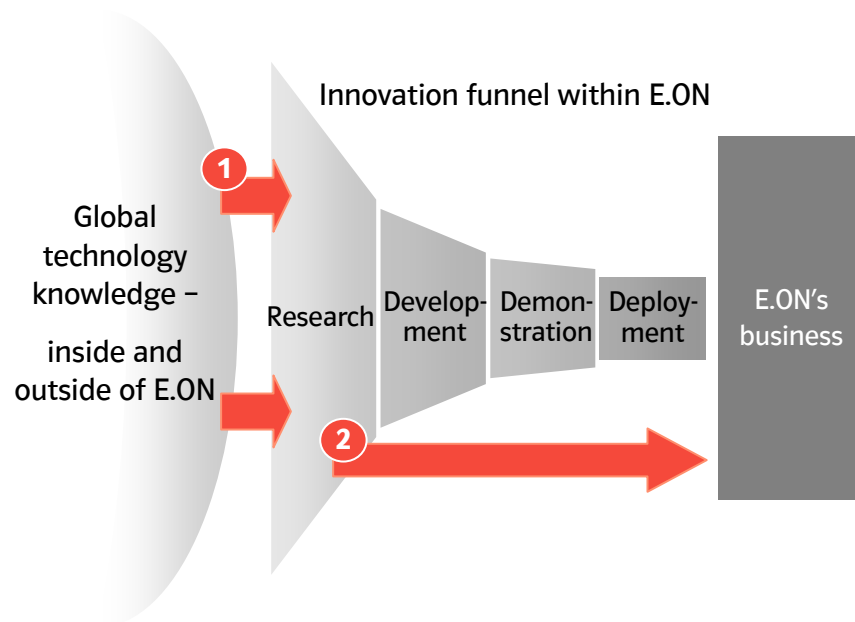 Innovation funnel within E.ON
1
Global
technology
knowledge –
inside and
outside of E.ON
Research
Develop-
ment
Demon-
stration
Deploy-
ment
E.ON's
business
2